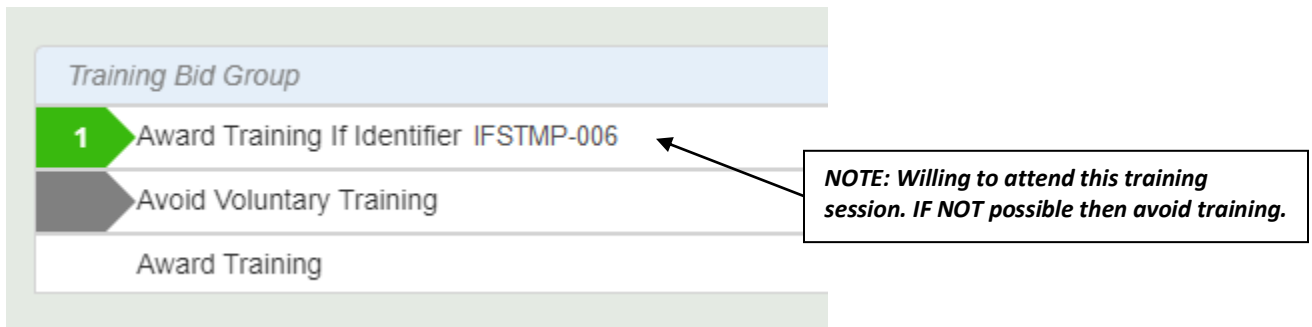 Training Bid Group
1 Award Training If Identifier IFSTMP-006
NOTE: Willing to attend this training
session. IF NOT possible then avoid training.
Avoid Voluntary Training
Award Training